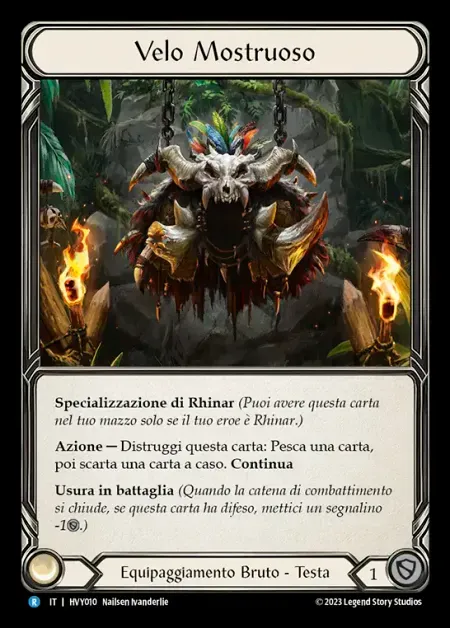 Velo Mostruoso
Specializzazione di Rhinar (Puoi avere questa carta
nel tuo mazzo solo se il tuo eroe è Rhinar.)
Azione — Distruggi questa carta: Pesca una carta,
poi scarta una carta a caso. Continua
Usura in battaglia (Quando la catena di combattimento
si chiude, se questa carta ha difeso, mettici un segnalino
-1.)
Equipaggiamento Bruto - Testa 1
R IT | HVY010 Nailsen Ivanderlie © 2023 Legend Story Studios